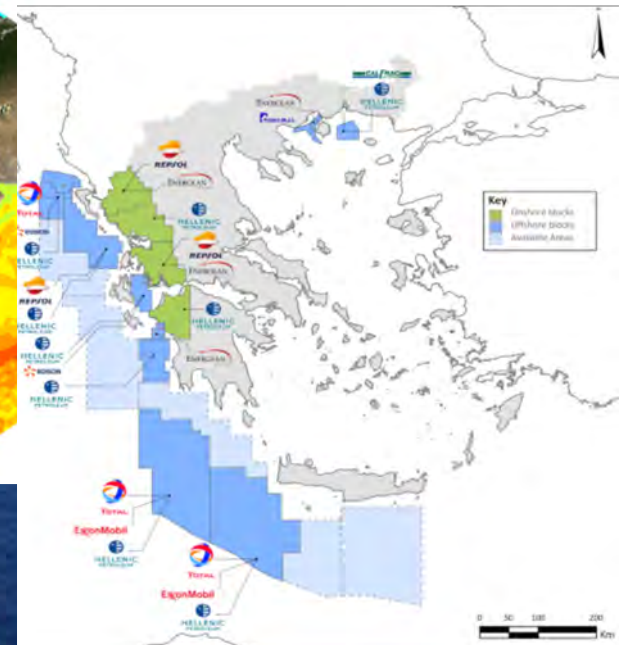 N
CALFRAC
ENERGEAN
HELLENIC
PETROLEUM
REPSOL
ENERGEAN
TOTAL
EDISON
HELLENIC
PETROLEUM
HELLENIC
PETROLEUM
REPSOL
ENERGEAN
REPSOL
HELLENIC
PETROLEUM
HELLENIC
PETROLEUM
EDISON
HELLENIC
PETROLEUM
HELLENIC
PETROLEUM
ENERGEAN
Key
Onshore blocks
Offshore blocks
Available Areas
TOTAL
ExxonMobil
HELLENIC
PETROLEUM
TOTAL
ExxonMobil
HELLENIC
PETROLEUM
0 50 100 200
Km